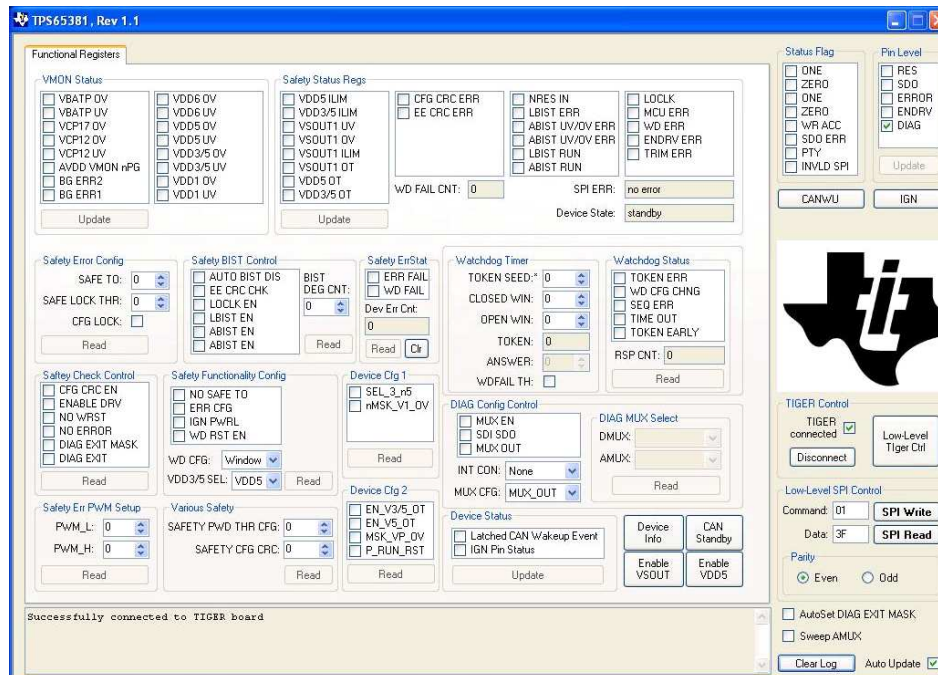 TPS65381, Rev 1.1
Functional Registers
VMON Status
VBATP OV
VBATP UV
VCP17 OV
VCP12 OV
VCP12 UV
AVDD VMON nPG
BG ERR2
BG ERR1
VDD6 OV
VDD6 UV
VDD5 OV
VDD5 UV
VDD3/5 OV
VDD3/5 UV
VDD1 OV
VDD1 UV
Update
Safety Status Regs
VDD5 ILIM
VDD3/5 ILIM
VSOUT1 UV
VSOUT1 OV
VSOUT1 ILIM
VSOUT1 OT
VDD5 OT
VDD3/5 OT
Update
CFG CRC ERR
EE CRC ERR
NRES IN
LBIST ERR
ABIST UV/OV ERR
ABIST UV/OV ERR
LBIST RUN
ABIST RUN
LOCLK
MCU ERR
WD ERR
ENDRV ERR
TRIM ERR
WD FAIL CNT: 0
SPI ERR: no error
Device State: standby
Status Flag
ONE
ZERO
ONE
ZERO
WR ACC
SDO ERR
PTY
INVLD SPI
CANWU
Pin Level
RES
SDO
ERROR
ENDRV
DIAG
Update
IGN
Safety Error Config
SAFE TO: 0
SAFE LOCK THR: 0
CFG LOCK:
Read
Safety BIST Control
AUTO BIST DIS
EE CRC CHK
LOCLK EN
LBIST EN
ABIST EN
ABIST EN
BIST
DEG CNT:
0
Read
Safety ErrStat
ERR FAIL
WD FAIL
Dev Err Cnt:
0
Read Clr
Watchdog Timer
TOKEN SEED:* 0
CLOSED WIN: 0
OPEN WIN: 0
TOKEN: 0
ANSWER: 0
WDFAIL TH:
Watchdog Status
TOKEN ERR
WD CFG CHNG
SEQ ERR
TIME OUT
TOKEN EARLY
RSP CNT: 0
Read
Saftey Check Control
CFG CRC EN
ENABLE DRV
NO WRST
NO ERROR
DIAG EXIT MASK
DIAG EXIT
Read
Safety Functionality Config
NO SAFE TO
ERR CFG
IGN PWRL
WD RST EN
WD CFG: Window
VDD3/5 SEL: VDD5 Read
Device Cfg 1
SEL_3_n5
nMSK_V1_OV
Read
DIAG Config Control
MUX EN
SDI SDO
MUX OUT
INT CON: None
MUX CFG: MUX_OUT
DIAG MUX Select
DMUX:
AMUX:
Read
TIGER Control
TIGER
connected
Disconnect
Low-Level
TIger Ctrl
Safety Err PWM Setup
PWM_L: 0
PWM_H: 0
Read
Various Safety
SAFETY PWD THR CFG: 0
SAFETY CFG CRC: 0
Read
Device Cfg 2
EN_V3/5_OT
EN_V5_OT
MSK_VP_OV
P_RUN_RST
Read
Device Status
Latched CAN Wakeup Event
IGN Pin Status
Update
Device
Info
CAN
Standby
Enable
VSOUT
Enable
VDD5
Low-Level SPI Control
Command: 01 SPI Write
Data: 3F SPI Read
Parity
Even Odd
AutoSet DIAG EXIT MASK
Sweep AMUX
Clear Log Auto Update
Successfully connected to TIGER board